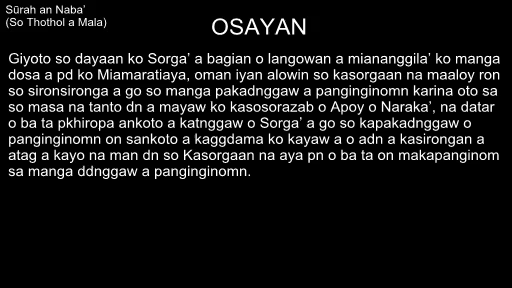 Sūrah an Naba’
(So Thothol a Mala)
OSAYAN
Giyoto so dayaan ko Sorga’ a bagian o langowan a miananggila’ ko manga
dosa a pd ko Miamaratiaya, oman iyan alowin so kasorgaan na maaloy ron
so sironsironga a go so manga pakadnggaw a panginginomn karina oto sa
so masa na tanto dn a mayaw ko kasosorazab o Apoy o Naraka’, na datar
o ba ta pkhiropa ankoto a katnggaw o Sorga’ a go so kapakadnggaw o
panginginomn on sankoto a kaggdama ko kayaw a o adn a kasirongan a
atag a kayo na man dn so Kasorgaan na aya pn o ba ta on makapanginom
sa manga ddnggaw a panginginomn.